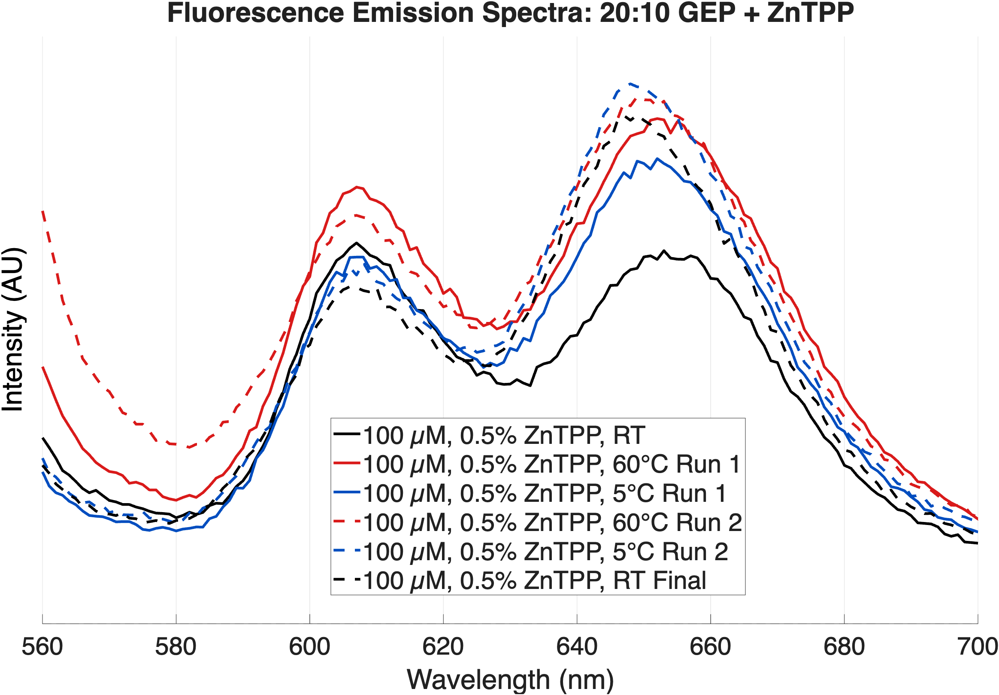 Fluorescence Emission Spectra: 20:10 GEP + ZnTPP
Intensity (AU)
100 µM, 0.5% ZnTPP, RT
100 µM, 0.5% ZnTPP, 60°C Run 1
100 µM, 0.5% ZnTPP, 5°C Run 1
100 µM, 0.5% ZnTPP, 60°C Run 2
100 µM, 0.5% ZnTPP, 5°C Run 2
100 µM, 0.5% ZnTPP, RT Final
560 580 600 620 640 660 680 700
Wavelength (nm)